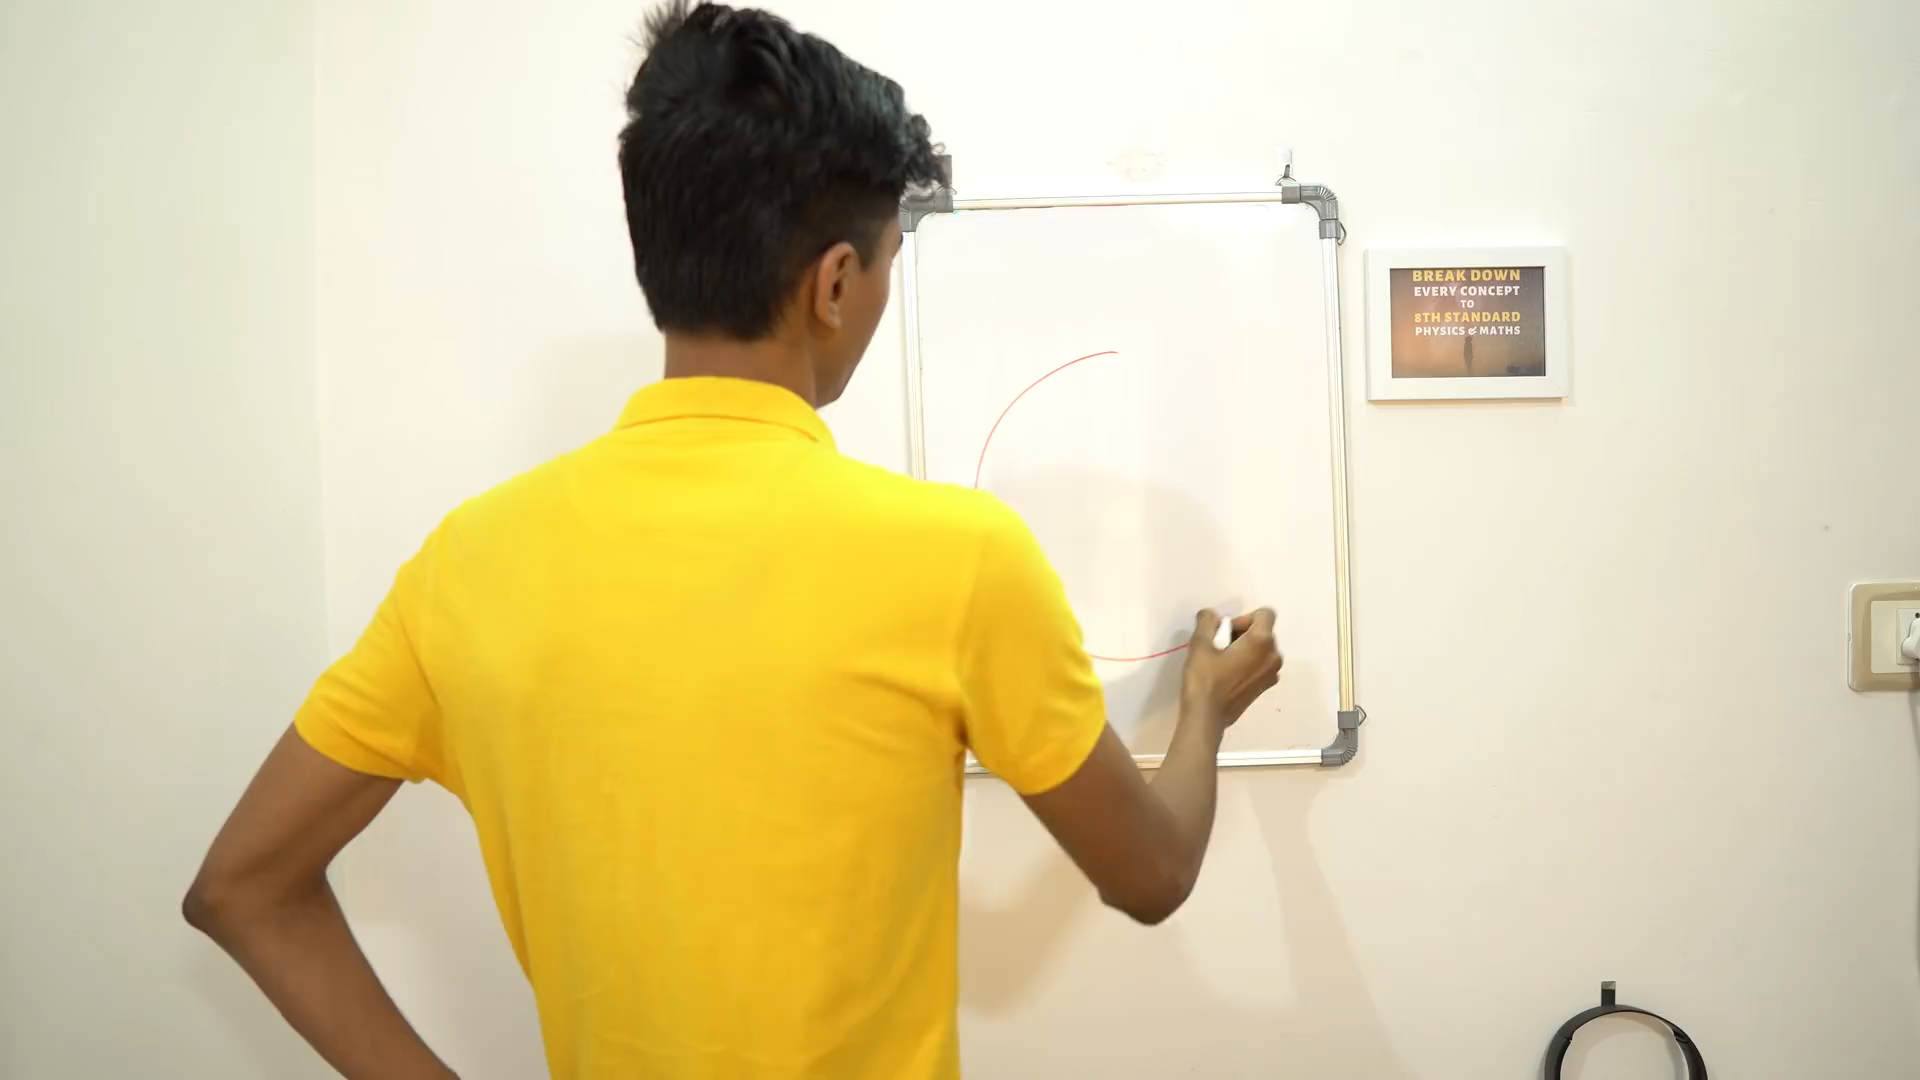 BREAK DOWN
EVERY CONCEPT
TO
8TH STANDARD
PHYSICS & MATHS